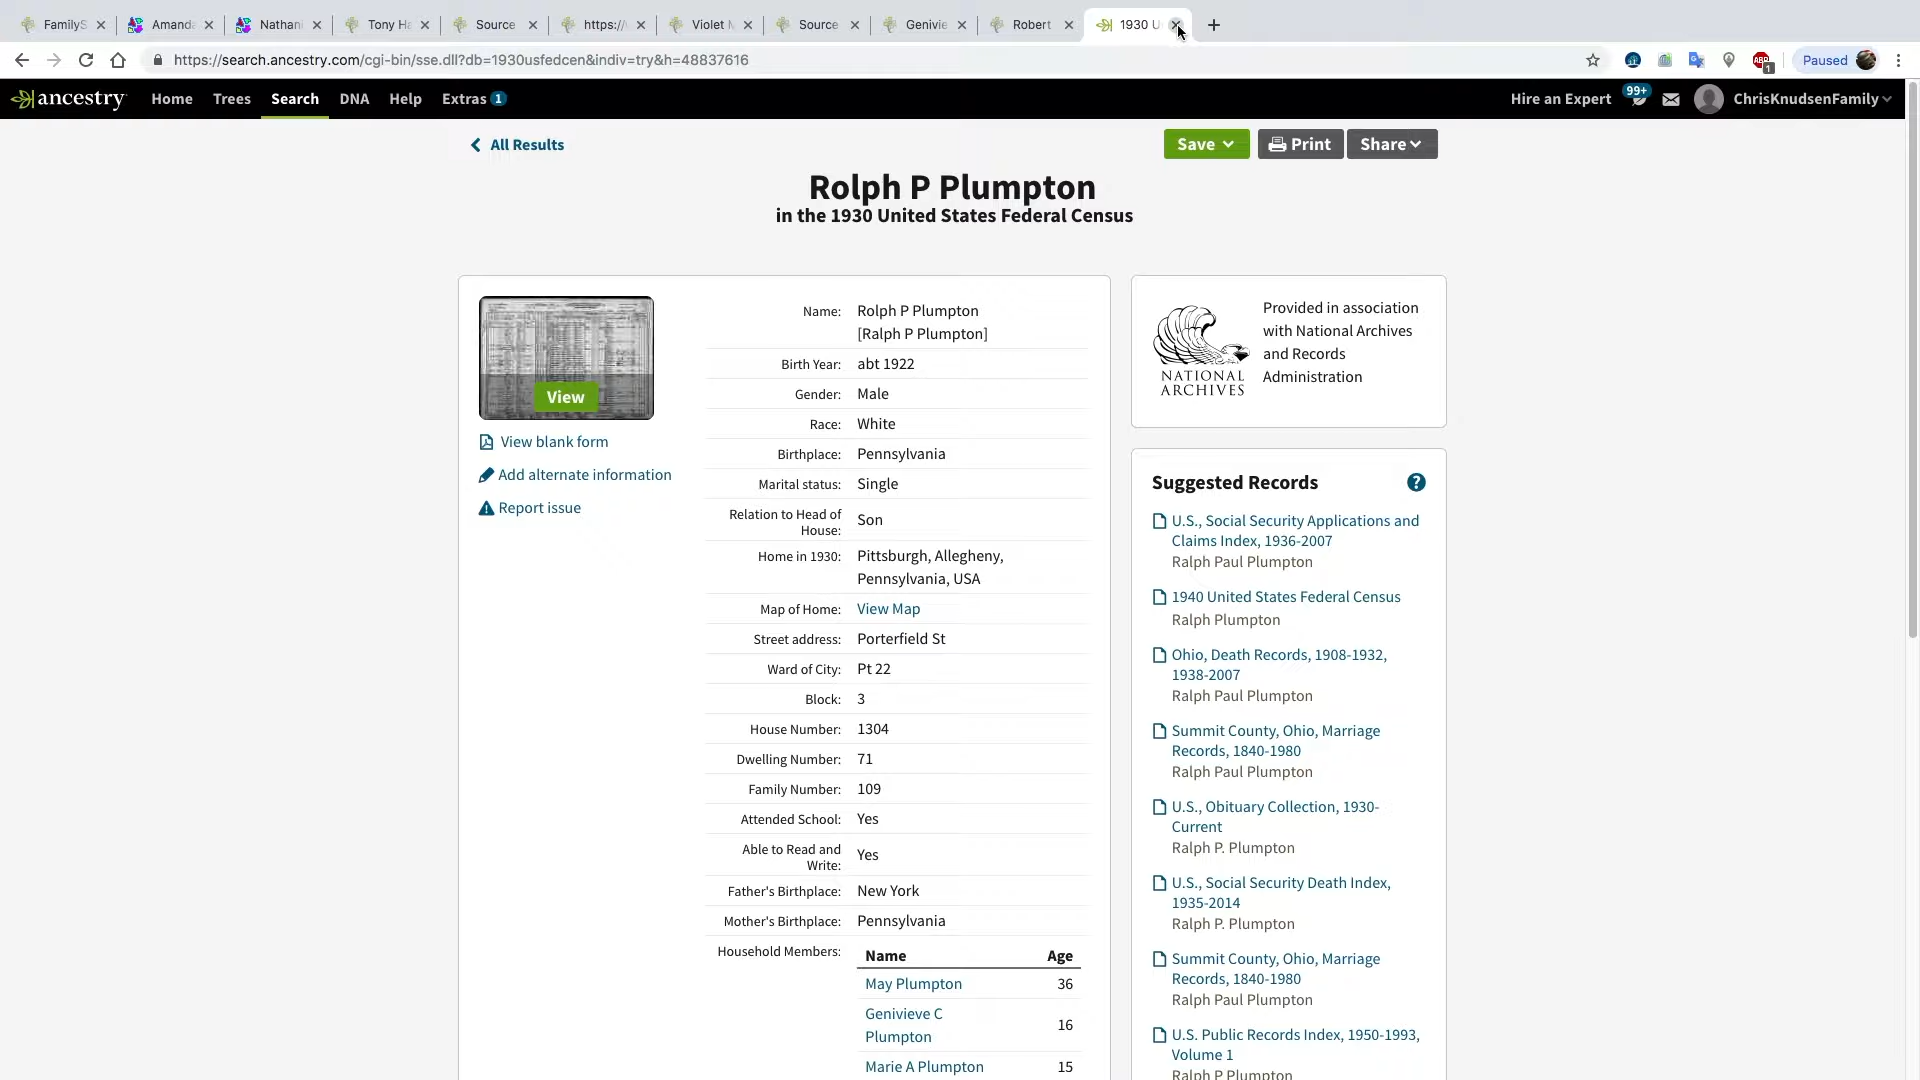 FamilyS
Amanda
Nathani
Tony Ha
Source
https://
Violet M
Source
Genivie
Robert
1930 U
https://search.ancestry.com/cgi-bin/sse.dll?db=1930usfedcen&indiv=try&h=48837616
ABP
1
Paused
ancestry
Home
Trees
Search
DNA
Help
Extras 1
Hire an Expert
99+
ChrisKnudsenFamily
All Results
Save
Print
Share
Rolph P Plumpton
in the 1930 United States Federal Census
View
View blank form
Add alternate information
Report issue
Name: Rolph P Plumpton
[Ralph P Plumpton]
Birth Year: abt 1922
Gender: Male
Race: White
Birthplace: Pennsylvania
Marital status: Single
Relation to Head of
House: Son
Home in 1930: Pittsburgh, Allegheny,
Pennsylvania, USA
Map of Home: View Map
Street address: Porterfield St
Ward of City: Pt 22
Block: 3
House Number: 1304
Dwelling Number: 71
Family Number: 109
Attended School: Yes
Able to Read and
Write: Yes
Father's Birthplace: New York
Mother's Birthplace: Pennsylvania
Household Members: Name Age
May Plumpton 36
Genivieve C
Plumpton 16
Marie A Plumpton 15
NATIONAL
ARCHIVES
Provided in association
with National Archives
and Records
Administration
Suggested Records ?
U.S., Social Security Applications and
Claims Index, 1936-2007
Ralph Paul Plumpton
1940 United States Federal Census
Ralph Plumpton
Ohio, Death Records, 1908-1932,
1938-2007
Ralph Paul Plumpton
Summit County, Ohio, Marriage
Records, 1840-1980
Ralph Paul Plumpton
U.S., Obituary Collection, 1930-
Current
Ralph P. Plumpton
U.S., Social Security Death Index,
1935-2014
Ralph P. Plumpton
Summit County, Ohio, Marriage
Records, 1840-1980
Ralph Paul Plumpton
U.S. Public Records Index, 1950-1993,
Volume 1
Ralph P Plumpton